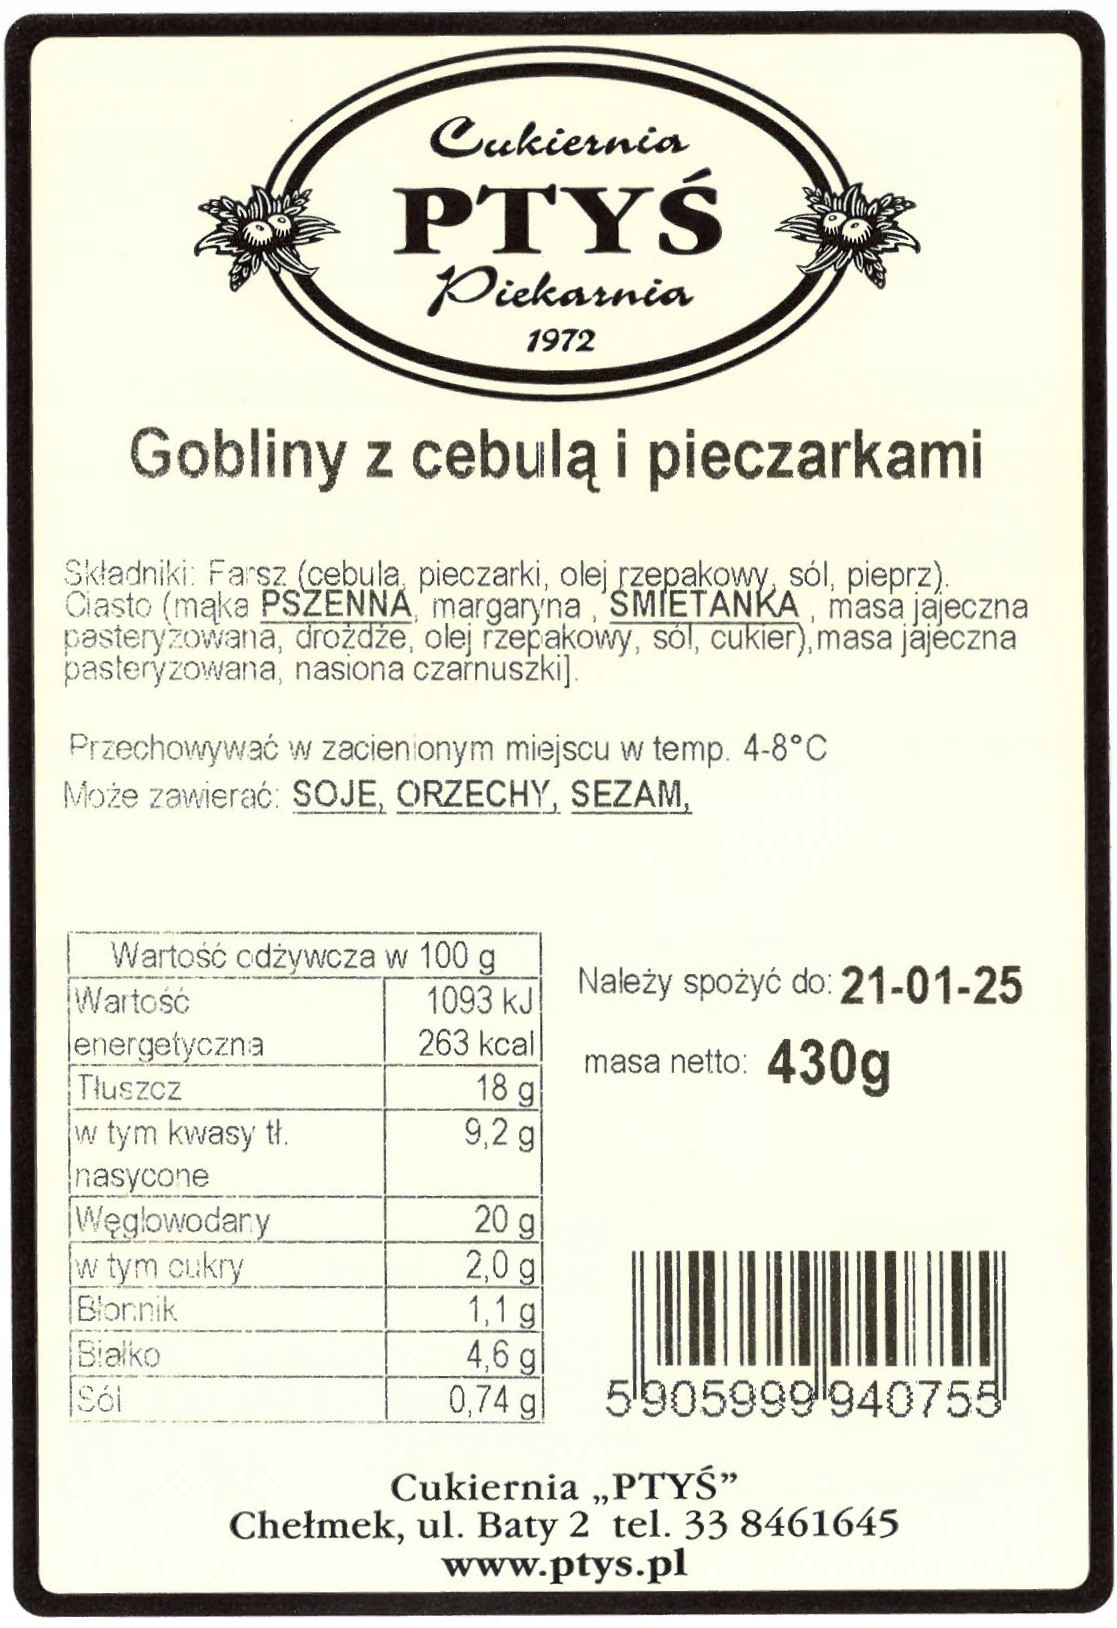 Cukiernia
PTYŚ
Piekarnia
1972
Gobliny z cebulą i pieczarkami
Składniki: Farsz (cebula, pieczarki, olej rzepakowy, sól, pieprz).
Ciasto (mąka PSZENNA, margaryna , ŚMIETANKA , masa jajeczna
pasteryzowana, drożdże, olej rzepakowy, sól, cukier),masa jajeczna
pasteryzowana, nasiona czarnuszki].
Przechowywać w zacienionym miejscu w temp. 4-8°C
Może zawierać: SOJE, ORZECHY, SEZAM,
Wartość odżywcza w 100 g
Wartość 1093 kJ
energetyczna 263 kcal
Tłuszcz 18 g
w tym kwasy tł. 9,2 g
nasycone
Węglowodany 20 g
w tym cukry 2,0 g
Błonnik 1,1 g
Białko 4,6 g
Sól 0,74 g
Należy spożyć do: 21-01-25
masa netto: 430g
5905999940755
Cukiernia „PTYŚ”
Chełmek, ul. Baty 2 tel. 33 8461645
www.ptys.pl